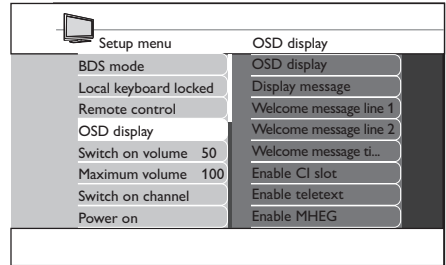 Setup menu
BDS mode
Local keyboard locked
Remote control
OSD display
Switch on volume 50
Maximum volume 100
Switch on channel
Power on
OSD display
OSD display
Display message
Welcome message line 1
Welcome message line 2
Welcome message ti...
Enable CI slot
Enable teletext
Enable MHEG